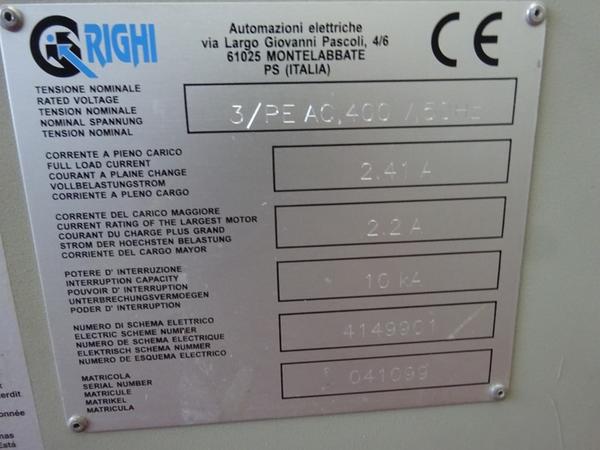 RIGHI
Automazioni elettriche
via Largo Giovanni Pascoli, 4/6
61025 MONTELABBATE
PS (ITALIA)
CE
TENSIONE NOMINALE
RATED VOLTAGE
TENSION NOMINALE
NOMINAL SPANNUNG
TENSION NOMINAL
3/PE AC,400 /,50Hz
CORRENTE A PIENO CARICO
FULL LOAD CURRENT
COURANT A PLAINE CHANGE
VOLLBELASTUNGSTROM
CORRIENTE A PLENO CARGO
2.41 A
CORRENTE DEL CARICO MAGGIORE
CURRENT RATING OF THE LARGEST MOTOR
COURANT DU CHARGE PLUS GRAND
STROM DER HOECHSTEN BELASTUNG
CORRIENTE DEL CARGO MAYOR
2.2 A
POTERE D' INTERRUZIONE
INTERRUPTION CAPACITY
POUVOIR D' INTERRUPTION
UNTERBRECHUNGSVERMOEGEN
PODER D' INTERRUPTION
10 kA
NUMERO DI SCHEMA ELETTRICO
ELECTRIC SCHEME NUMBER
NUMERO DE SCHEMA ELECTRIQUE
ELEKTRISCH SCHEMA NUMMER
NUMERO DE ESQUEMA ELECTRICO
4149901
MATRICOLA
SERIAL NUMBER
MATRICULE
MATRIKEL
MATRICULA
041099